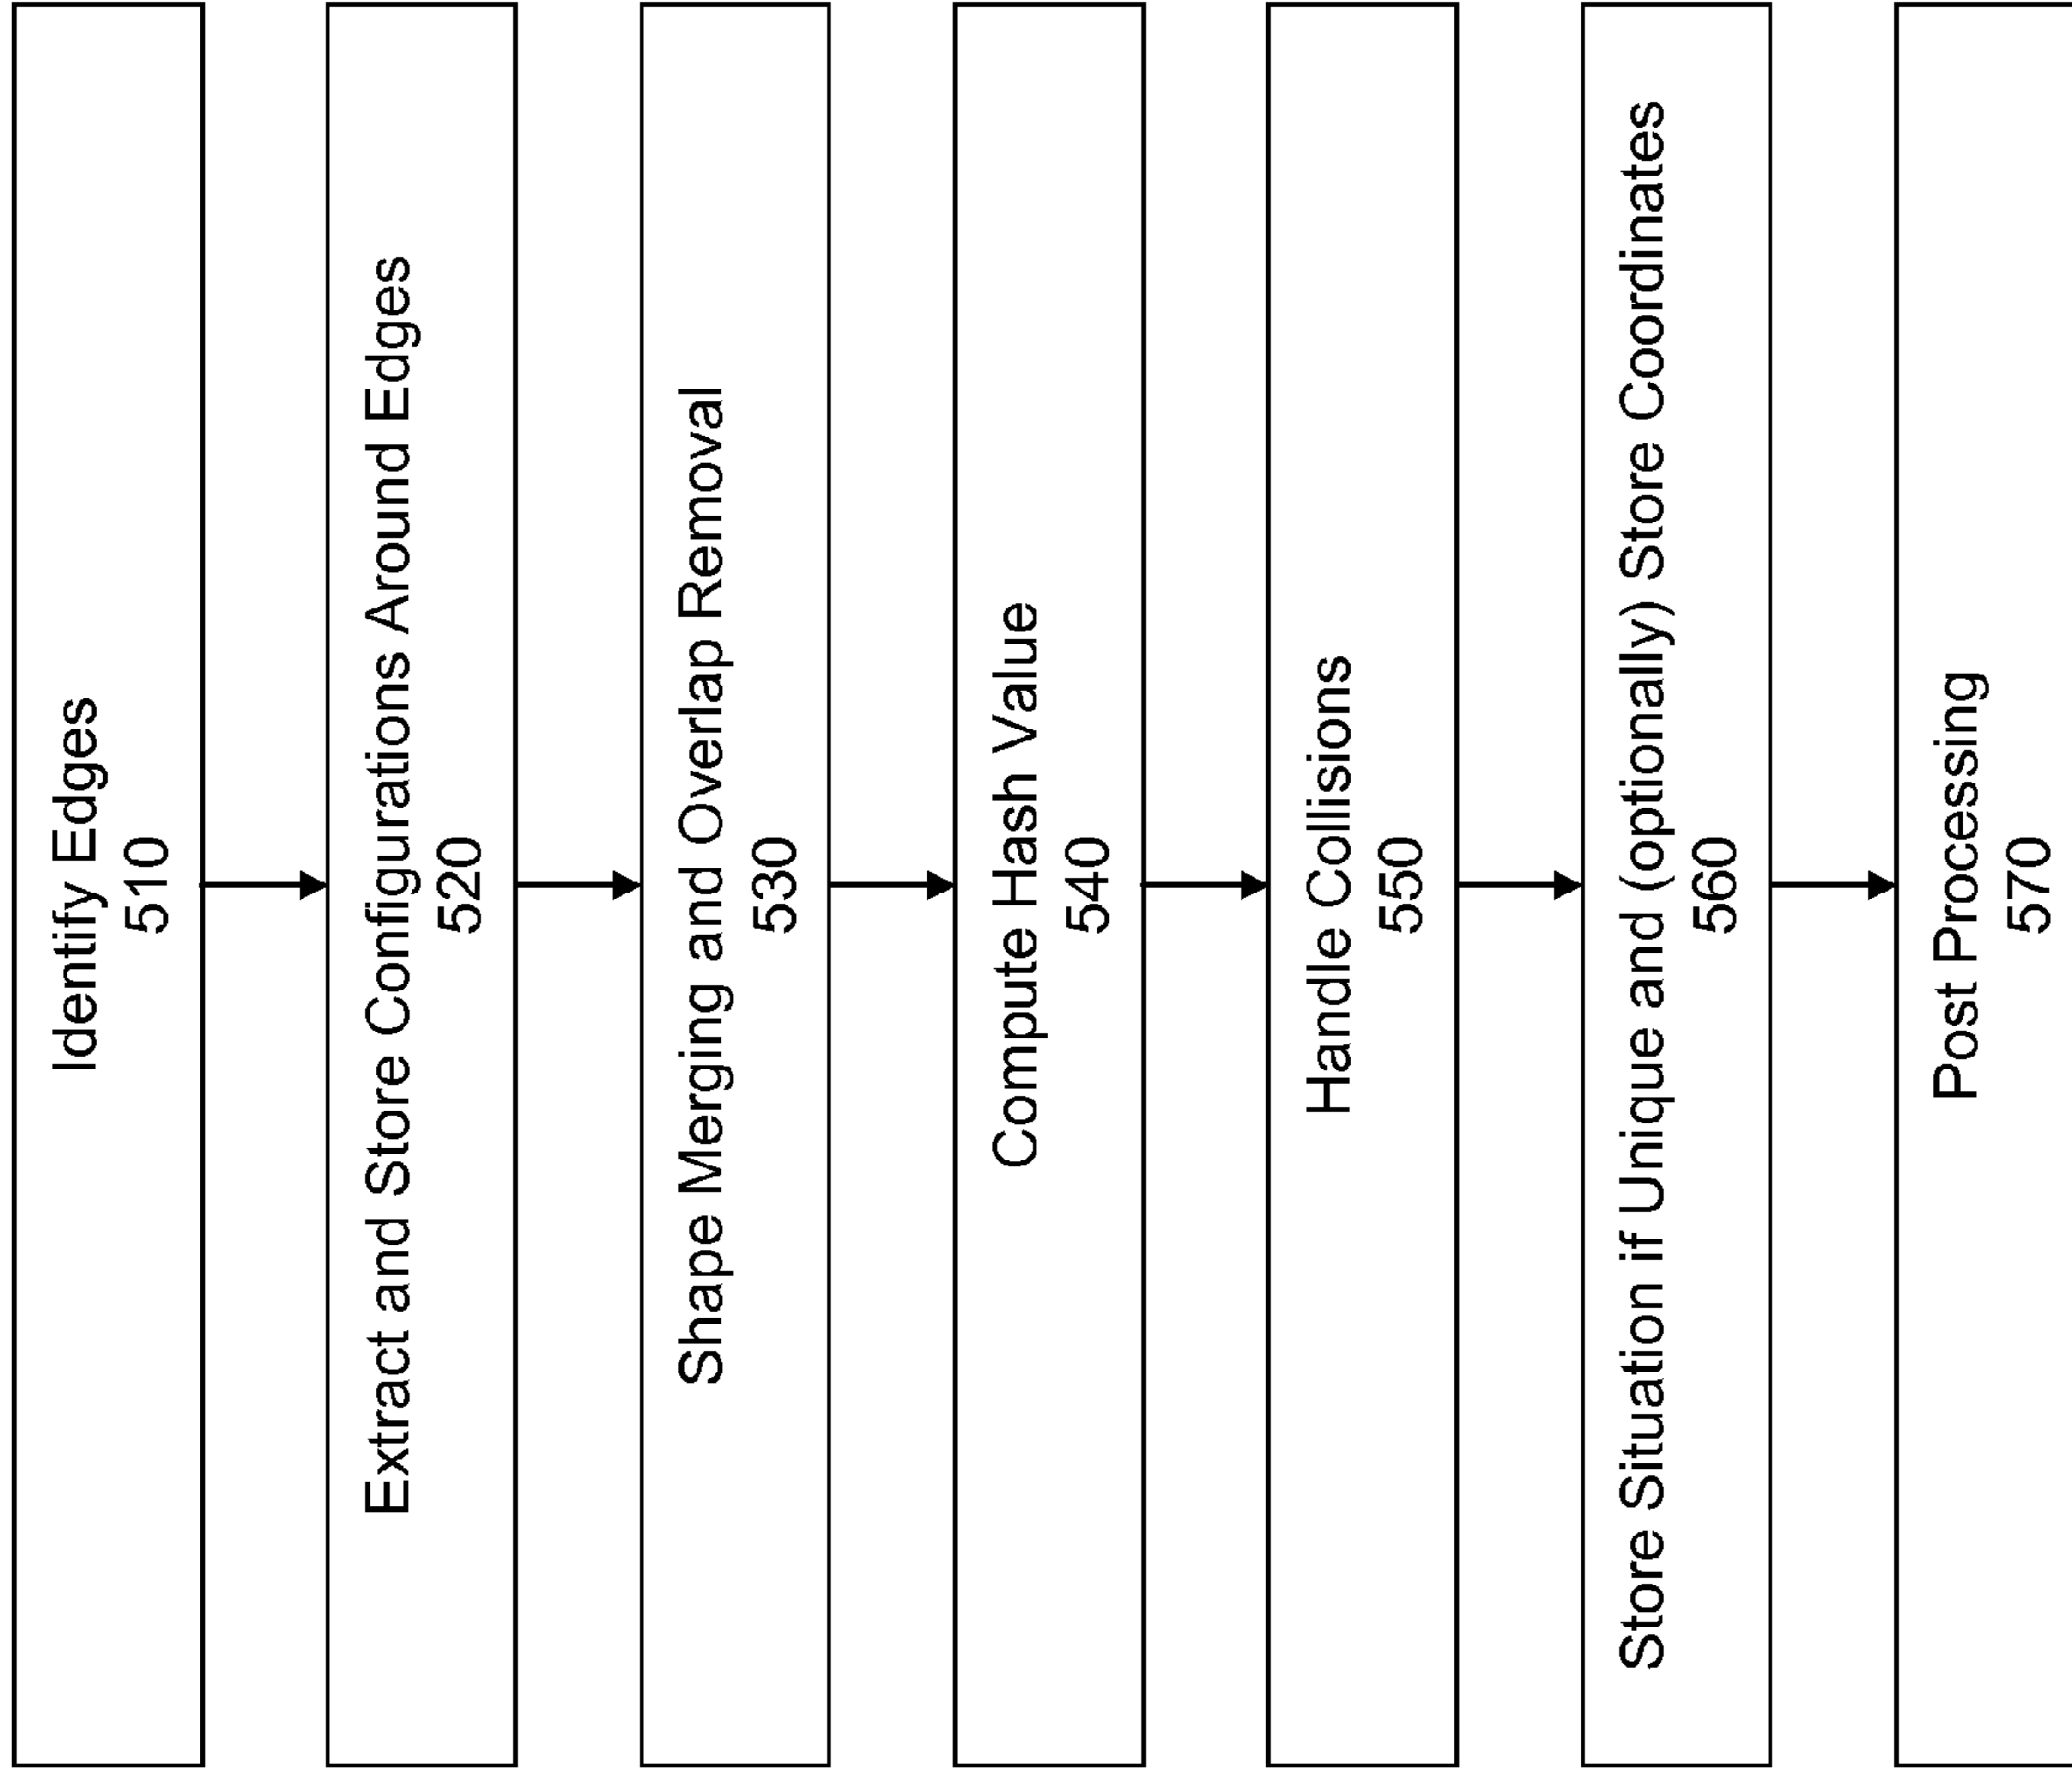 Identify Edges
510
Extract and Store Configurations Around Edges
520
Shape Merging and Overlap Removal
530
Compute Hash Value
540
Handle Collisions
550
Store Situation if Unique and (optionally) Store Coordinates
560
Post Processing
570